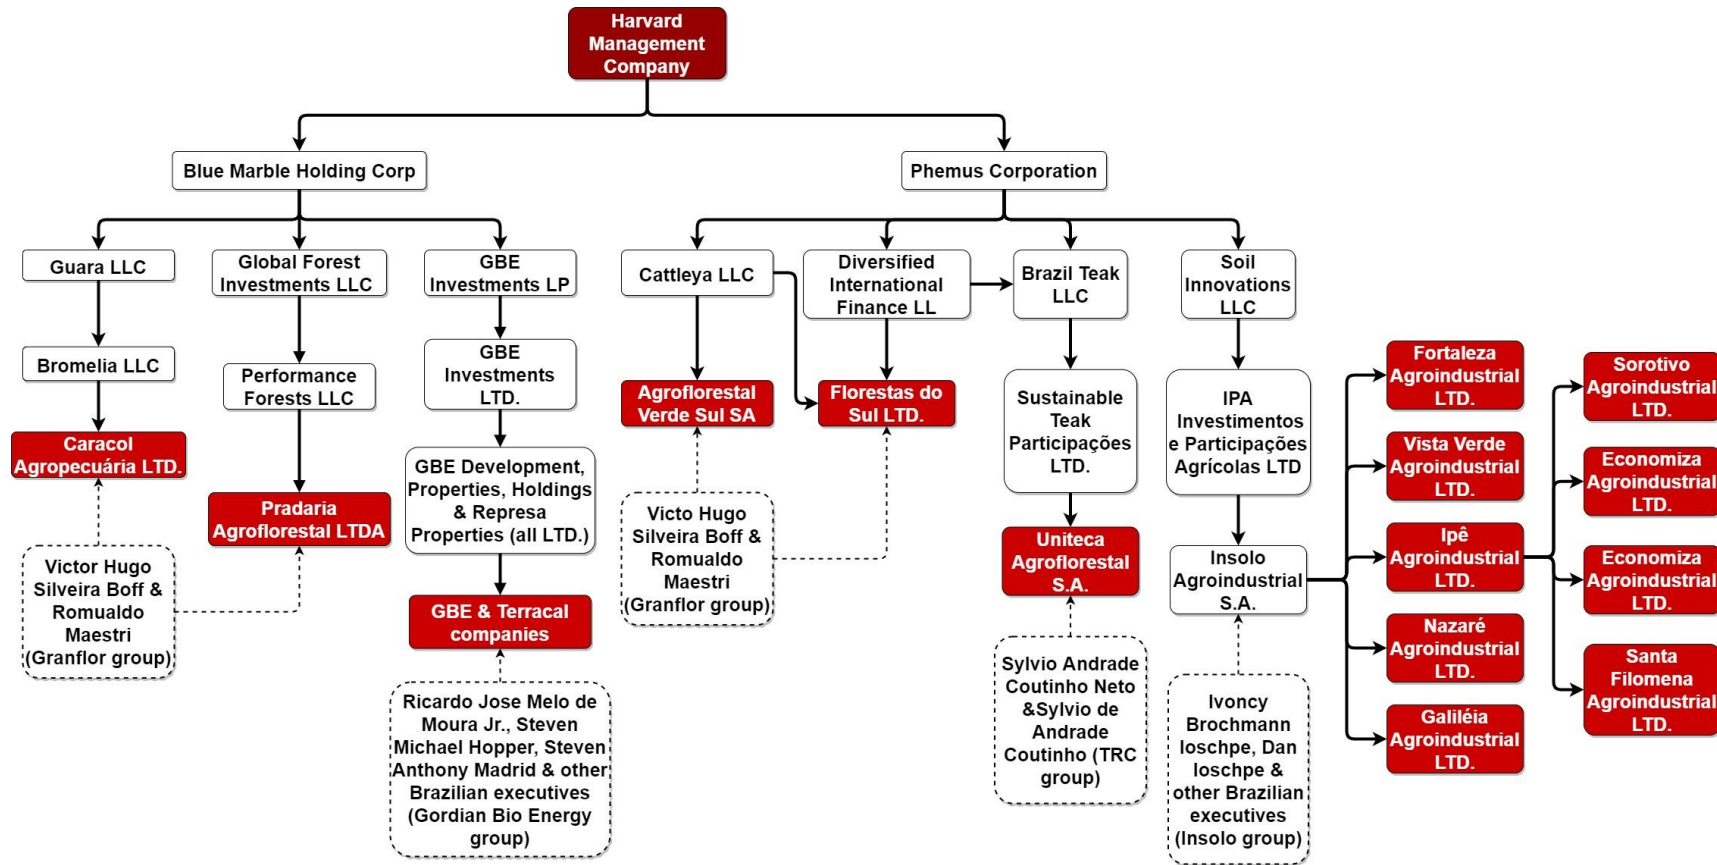 Harvard
Management
Company
Blue Marble Holding Corp
Phemus Corporation
Guara LLC
Global Forest
Investments LLC
GBE
Investments LP
Cattleya LLC
Diversified
International
Finance LL
Brazil Teak
LLC
Soil
Innovations
LLC
Bromelia LLC
Performance
Forests LLC
GBE
Investments
LTD.
Agroflorestal
Verde Sul SA
Florestas do
Sul LTD.
Sustainable
Teak
Participações
LTD.
IPA
Investimentos
e Participações
Agrícolas LTD
Fortaleza
Agroindustrial
LTD.
Sorotivo
Agroindustrial
LTD.
Caracol
Agropecuária LTD.
Pradaria
Agroflorestal LTDA
GBE Development,
Properties, Holdings
& Represa
Properties (all LTD.)
Vista Verde
Agroindustrial
LTD.
Economiza
Agroindustrial
LTD.
Victor Hugo
Silveira Boff &
Romualdo
Maestri
(Granflor group)
GBE & Terracal
companies
Victo Hugo
Silveira Boff &
Romualdo
Maestri
(Granflor group)
Uniteca
Agroflorestal
S.A.
Insolo
Agroindustrial
S.A.
Ipê
Agroindustrial
LTD.
Economiza
Agroindustrial
LTD.
Ricardo Jose Melo de
Moura Jr., Steven
Michael Hopper, Steven
Anthony Madrid & other
Brazilian executives
(Gordian Bio Energy
group)
Sylvio Andrade
Coutinho Neto
&Sylvio de
Andrade
Coutinho (TRC
group)
Ivoncy
Brochmann
Ioschpe, Dan
Ioschpe &
other Brazilian
executives
(Insolo group)
Nazaré
Agroindustrial
LTD.
Santa
Filomena
Agroindustrial
LTD.
Galiléia
Agroindustrial
LTD.